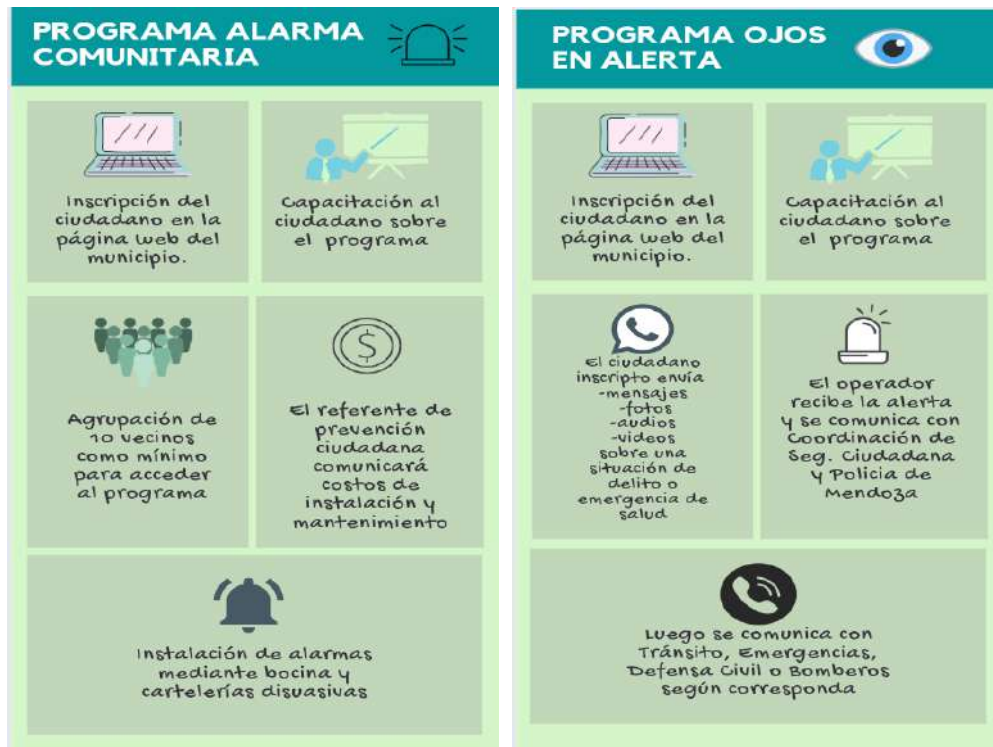 PROGRAMA ALARMA
COMUNITARIA
Inscripción del
ciudadano en la
página web del
municipio.
Capacitación al
ciudadano sobre
el programa
Agrupación de
10 vecinos
como mínimo
para acceder
al programa
El referente de
prevención
ciudadana
comunicará
costos de
instalación y
mantenimiento
Instalación de alarmas
mediante bocina y
cartelerías disuasivas
PROGRAMA OJOS
EN ALERTA
Inscripción del
ciudadano en la
página web del
municipio.
Capacitación al
ciudadano sobre
el programa
El ciudadano
inscripto envía
-mensajes
-fotos
-audios
-videos
sobre una
situación de
delito o
emergencia de
salud
El operador
recibe la alerta
y se comunica con
Coordinación de
Seg. Ciudadana
y Policia de
Mendoza
Luego se comunica con
Tránsito, Emergencias,
Defensa Civil o Bomberos
según corresponda